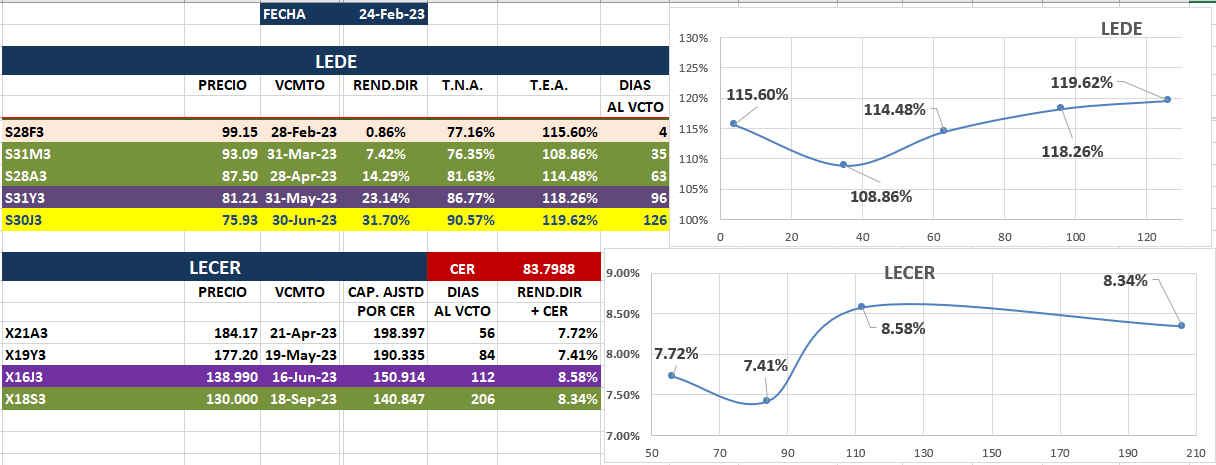 FECHA 24-Feb-23
LEDE
PRECIO VCMTO REND.DIR T.N.A. T.E.A. DIAS
AL VCTO
S28F3 99.15 28-Feb-23 0.86% 77.16% 115.60% 4
S31M3 93.09 31-Mar-23 7.42% 76.35% 108.86% 35
S28A3 87.50 28-Apr-23 14.29% 81.63% 114.48% 63
S31Y3 81.21 31-May-23 23.14% 86.77% 118.26% 96
S30J3 75.93 30-Jun-23 31.70% 90.57% 119.62% 126
LECER CER 83.7988
PRECIO VCMTO CAP. AJSTD DIAS REND.DIR
POR CER AL VCTO + CER
X21A3 184.17 21-Apr-23 198.397 56 7.72%
X19Y3 177.20 19-May-23 190.335 84 7.41%
X16J3 138.990 16-Jun-23 150.914 112 8.58%
X18S3 130.000 18-Sep-23 140.847 206 8.34%
LEDE
130%
125%
120%
115%
110%
105%
100%
115.60%
108.86%
114.48%
118.26%
119.62%
0 20 40 60 80 100 120
LECER
9.00%
8.50%
8.00%
7.50%
7.00%
7.72%
7.41%
8.58%
8.34%
50 70 90 110 130 150 170 190 210